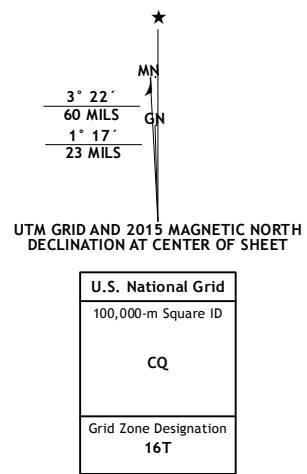 ★
MN
3° 22´
60 MILS
GN
1° 17´
23 MILS
UTM GRID AND 2015 MAGNETIC NORTH
DECLINATION AT CENTER OF SHEET
U.S. National Grid
100,000-m Square ID
CQ
Grid Zone Designation
16T